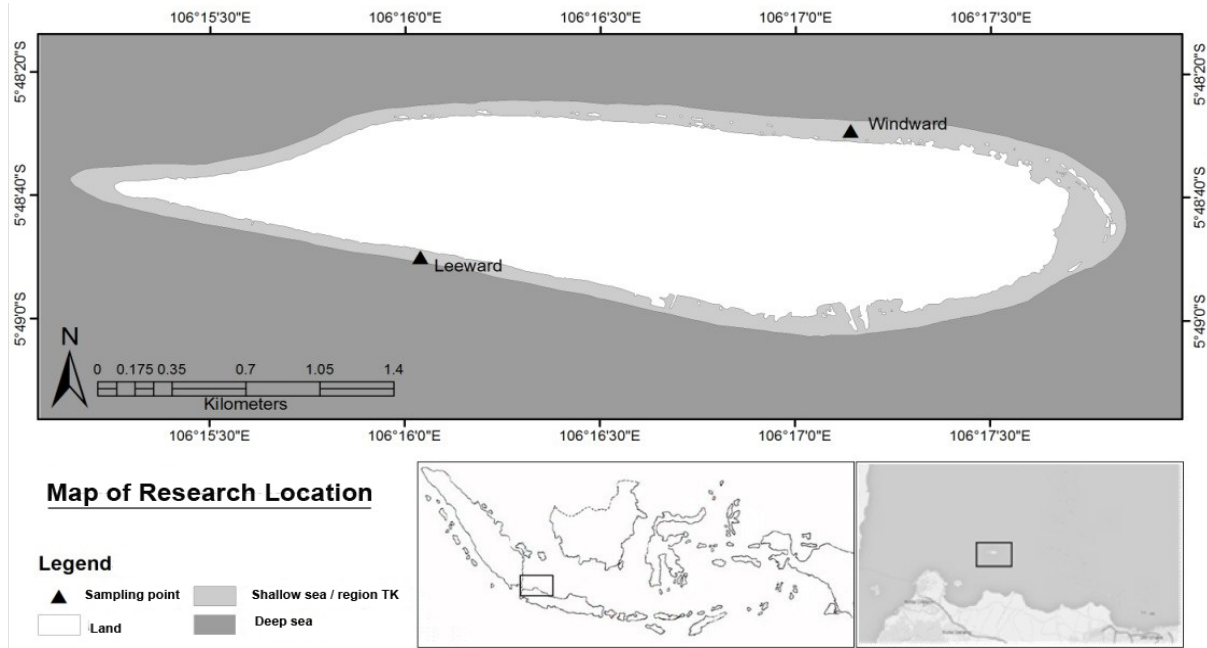 106°15'30"E 106°16'0"E 106°16'30"E 106°17'0"E 106°17'30"E
5°48'20"S 5°48'20"S
Windward
5°48'40"S 5°48'40"S
Leeward
5°49'0"S 5°49'0"S
N
0 0.175 0.35 0.7 1.05 1.4
Kilometers
106°15'30"E 106°16'0"E 106°16'30"E 106°17'0"E 106°17'30"E
Map of Research Location
Legend
Sampling point
Shallow sea / region TK
Land
Deep sea